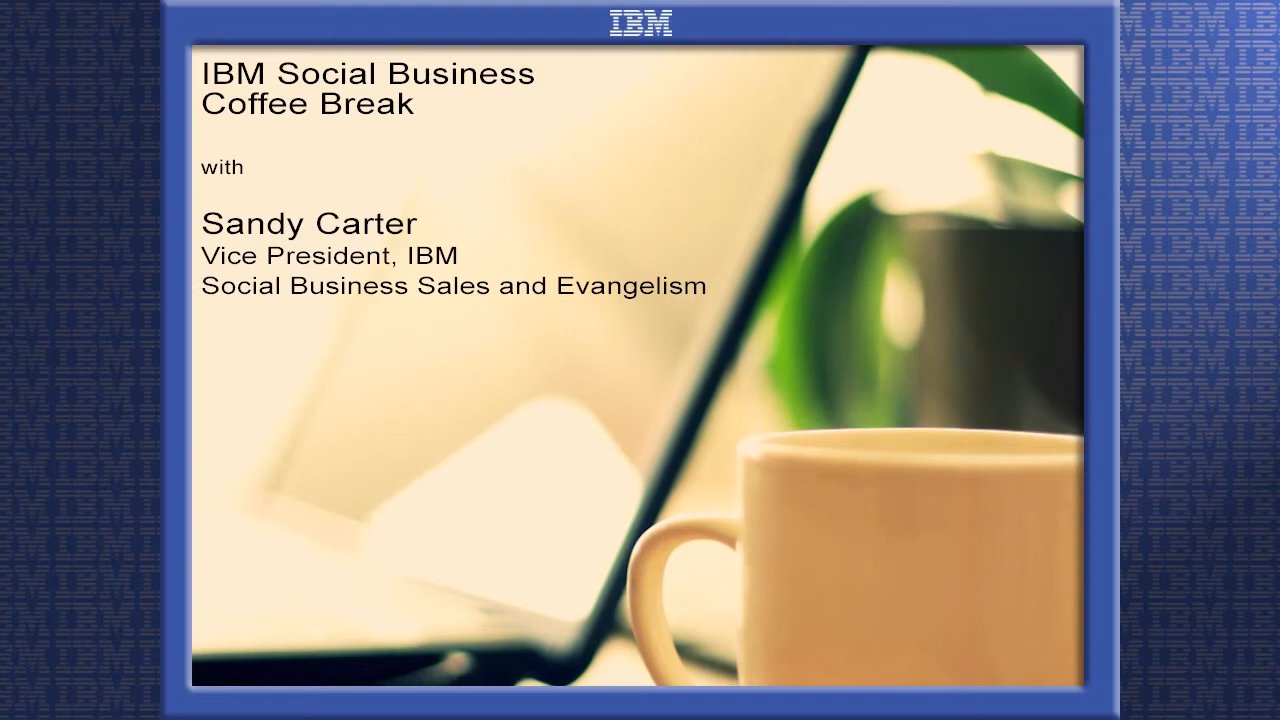 IBM
IBM Social Business
Coffee Break
with
Sandy Carter
Vice President, IBM
Social Business Sales and Evangelism